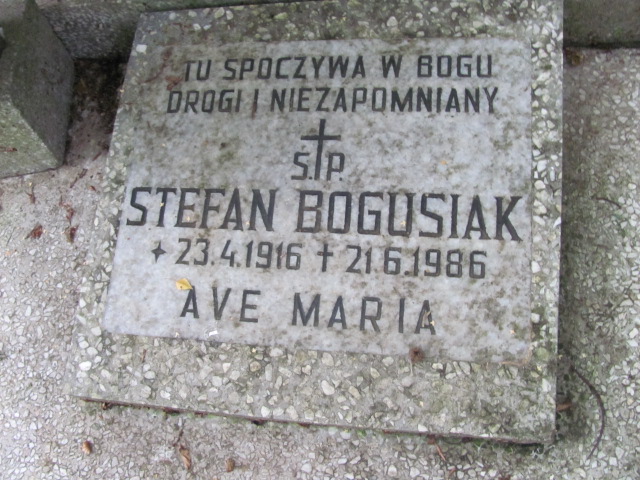 TU SPOCZYWA W BOGU
DROGI I NIEZAPOMNIANY
Ś.P.
STEFAN BOGUSIAK
23.4.1916 † 21.6.1986
AVE MARIA